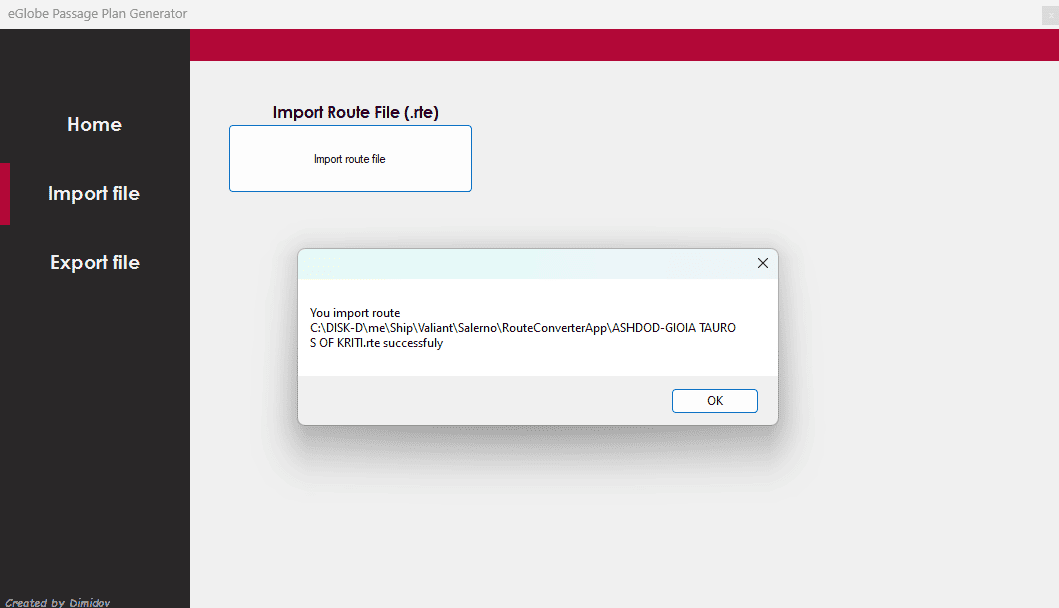 eGlobe Passage Plan Generator
Home
Import file
Export file
Import Route File (.rte)
Import route file
You import route
C:\DISK-D\me\Ship\Valiant\Salerno\RouteConverterApp\ASHDOD-GIOIA TAURO
S OF KRITI.rte successfuly
OK
Created by Dimidov